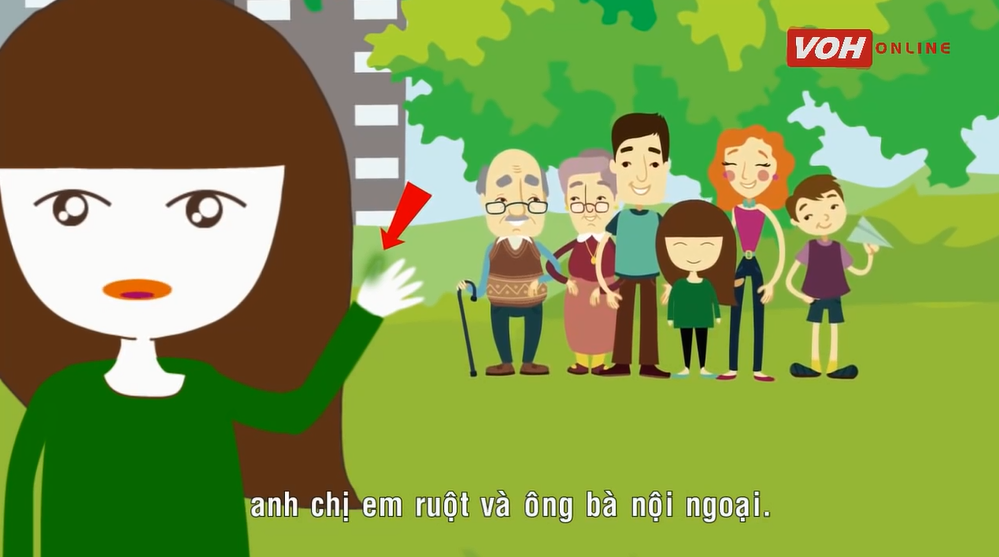 VOH ONLINE
anh chị em ruột và ông bà nội ngoại.